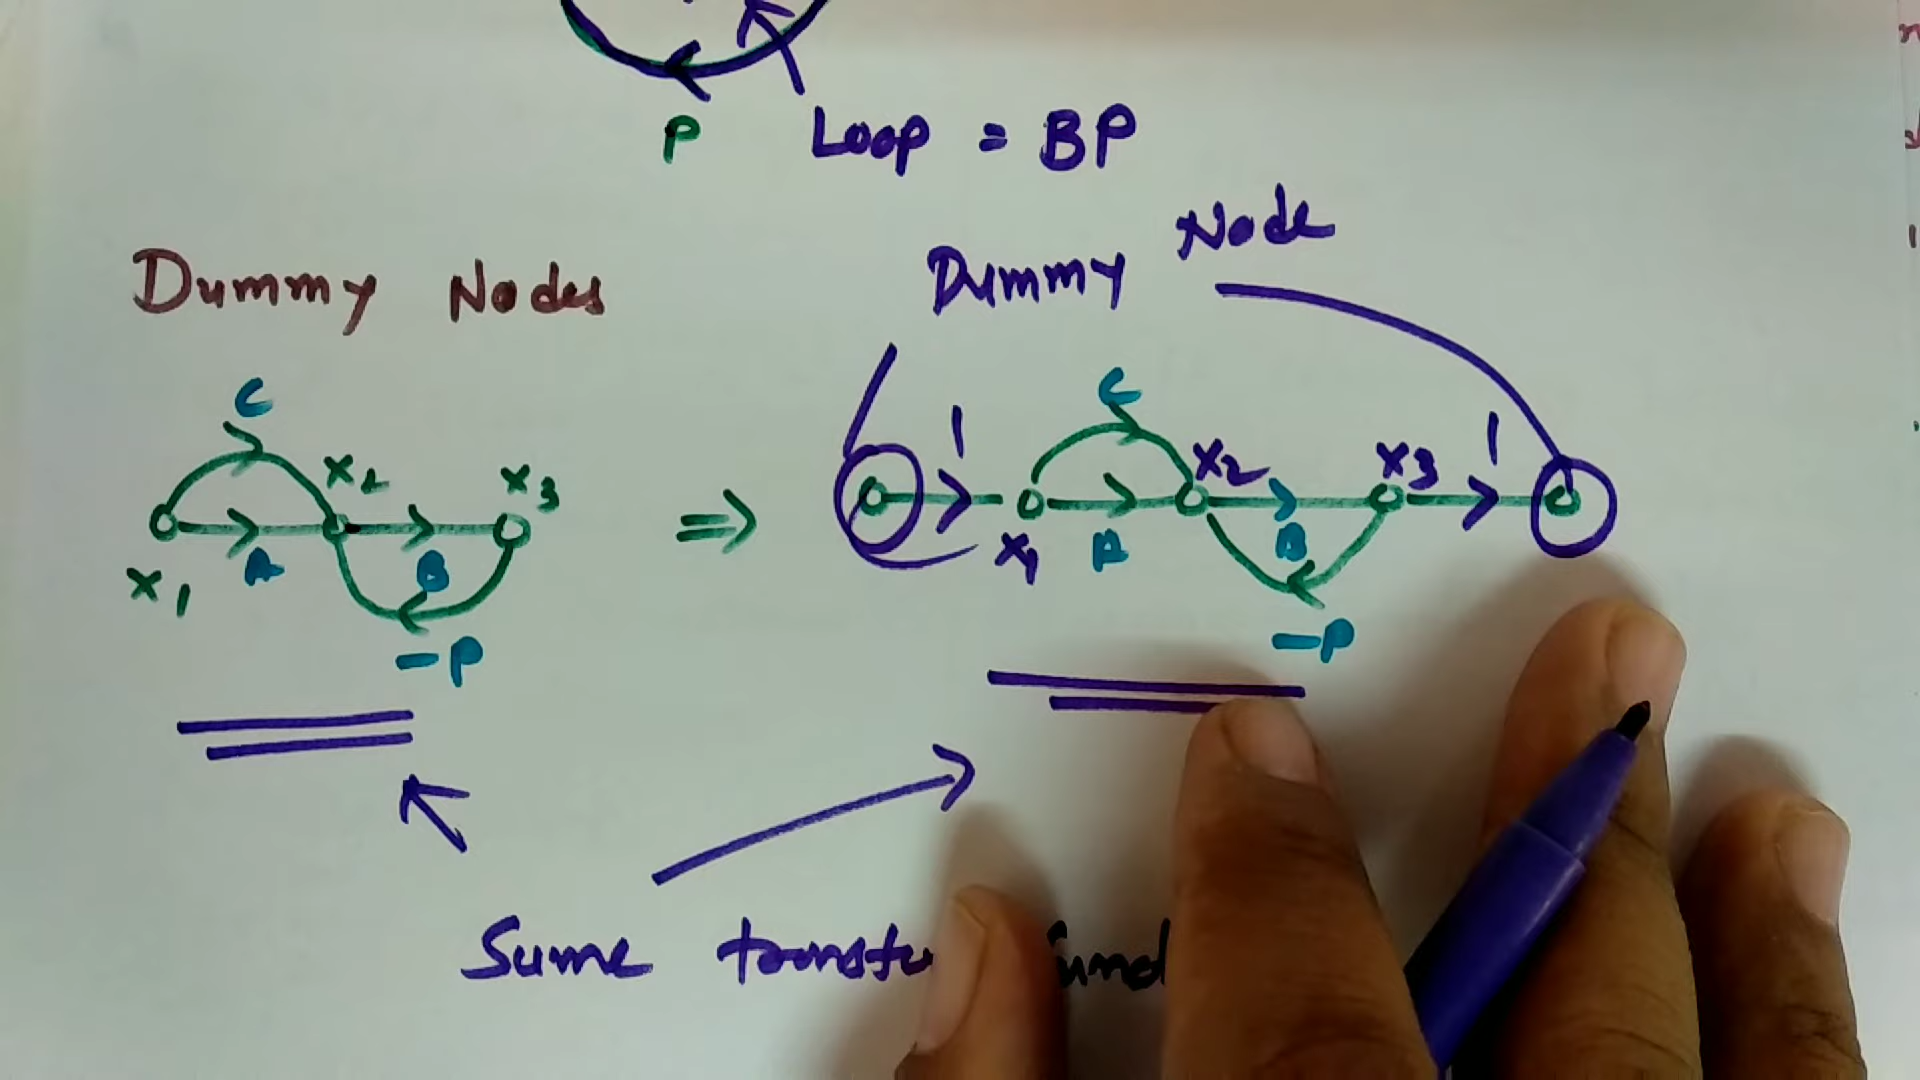 P
Loop = BP
Dummy Nodes
Dummy Node
C
x2
x3
x1
A
B
-P
⇒
C
1
1
x1
x2
x3
A
B
-P
Same